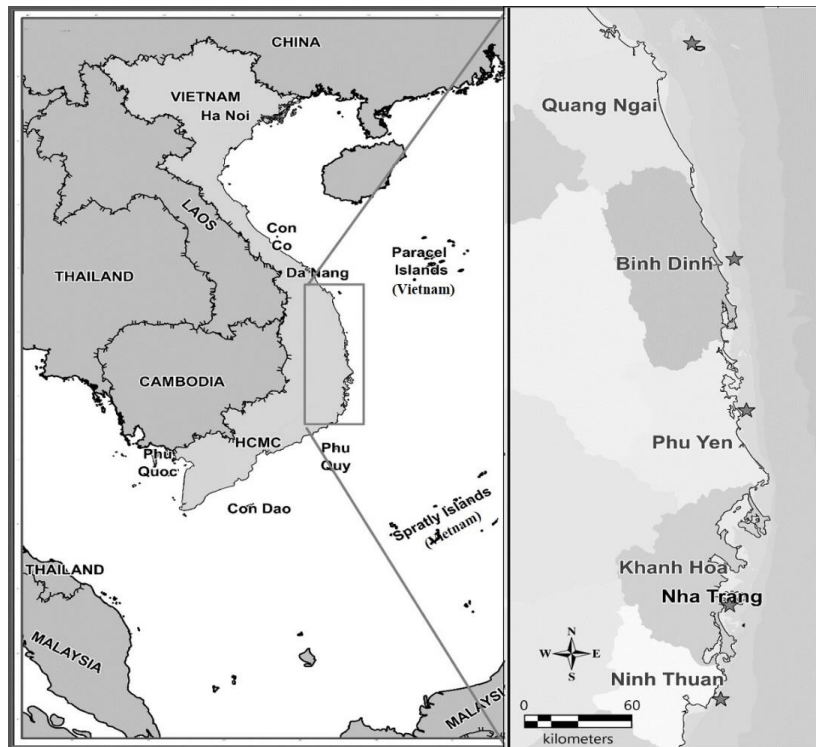 CHINA
VIETNAM
Ha Noi
LAOS
Con
Co
Paracel
Islands
(Vietnam)
THAILAND
Da Nang
CAMBODIA
HCMC
Phu
Quoc
Phu
Quy
Con Dao
Spratly Islands
(Vietnam)
THAILAND
MALAYSIA
MALAYSIA
Quang Ngai
Binh Dinh
Phu Yen
Khanh Hoa
Nha Trang
N
W E
S
Ninh Thuan
0 60
kilometers